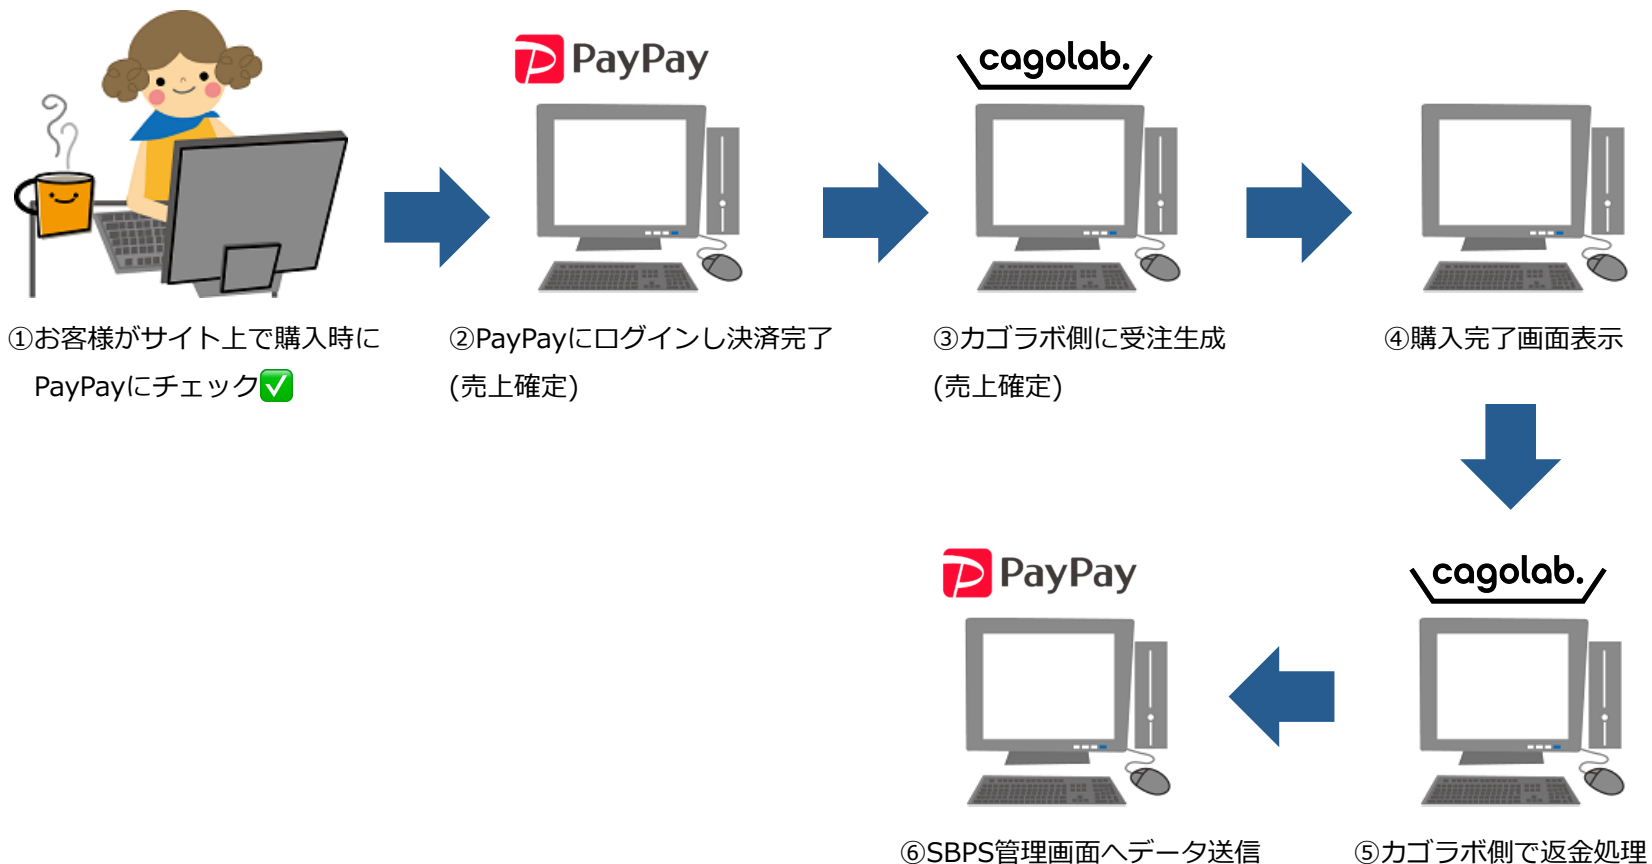 PayPay
cagolab.
①お客様がサイト上で購入時に
PayPayにチェック✅
②PayPayにログインし決済完了
(売上確定)
③カゴラボ側に受注生成
(売上確定)
④購入完了画面表示
PayPay
cagolab.
⑥SBPS管理画面へデータ送信
⑤カゴラボ側で返金処理